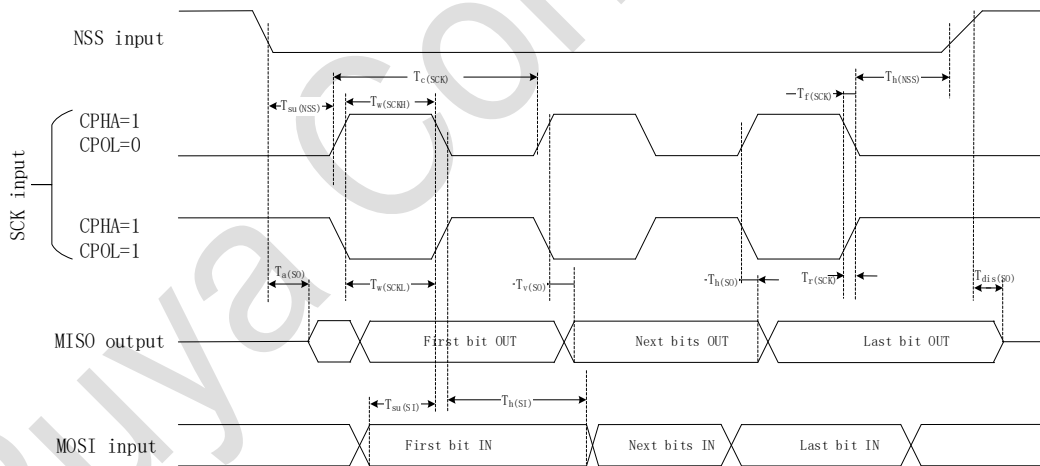 NSS input
Tc(SCK)
Th(NSS)
Tsu(NSS)
Tw(SCKH)
Tf(SCK)
CPHA=1
CPOL=0
SCK input
CPHA=1
CPOL=1
Ta(SO)
Tw(SCKL)
Tv(SO)
Th(SO)
Tr(SCK)
Tdis(SO)
MISO output
First bit OUT
Next bits OUT
Last bit OUT
Tsu(SI)
Th(SI)
MOSI input
First bit IN
Next bits IN
Last bit IN